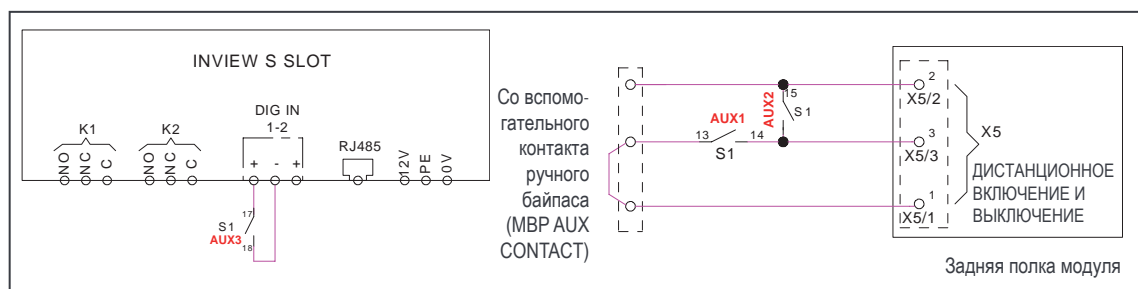 INVIEW S SLOT
DIG IN
1-2
K1
K2
RJ485
NO
NC
C
NO
NC
C
+
-
+
12V
PE
0V
17
S1
AUX3
18
Со вспомо-
гательного
контакта
ручного
байпаса
(MBP AUX
CONTACT)
AUX1
13
14
S1
AUX2
15
S1
2
X5/2
3
X5/3
1
X5/1
X5
ДИСТАНЦИОННОЕ
ВКЛЮЧЕНИЕ И
ВЫКЛЮЧЕНИЕ
Задняя полка модуля